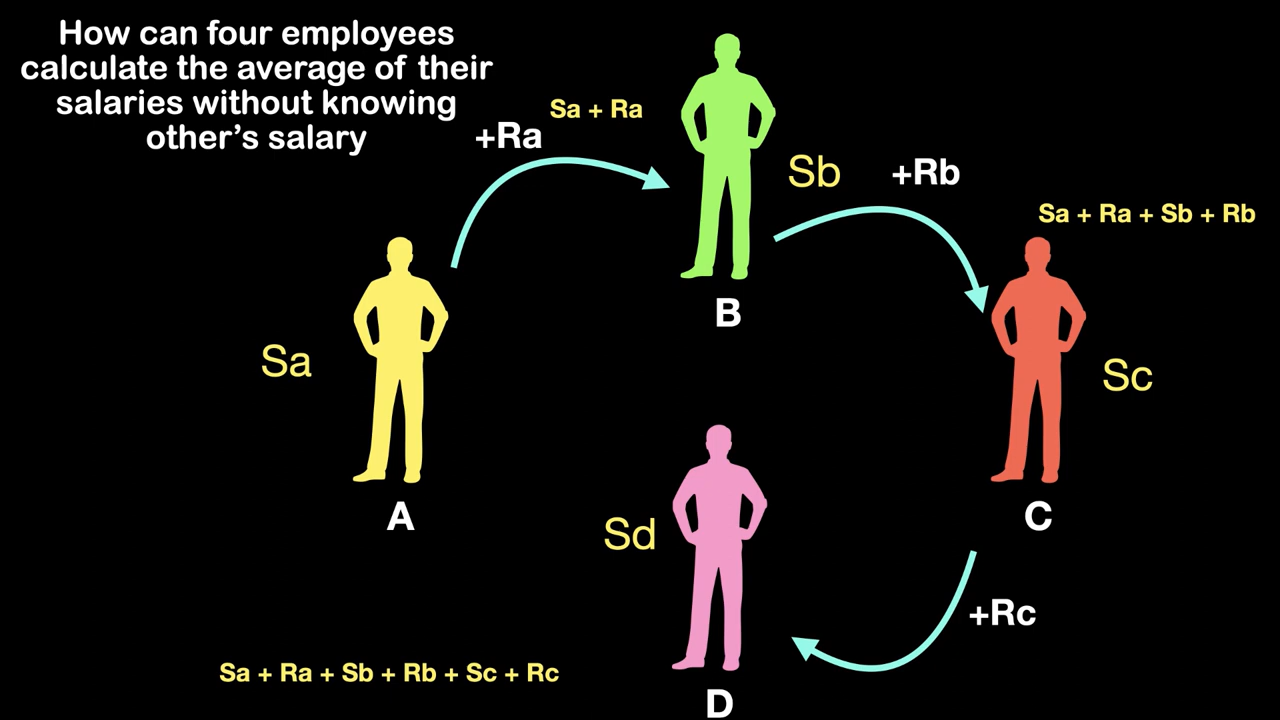 How can four employees
calculate the average of their
salaries without knowing
other's salary
Sa + Ra
+Ra
Sb
+Rb
Sa + Ra + Sb + Rb
B
Sa
Sc
A
C
Sd
+Rc
Sa + Ra + Sb + Rb + Sc + Rc
D